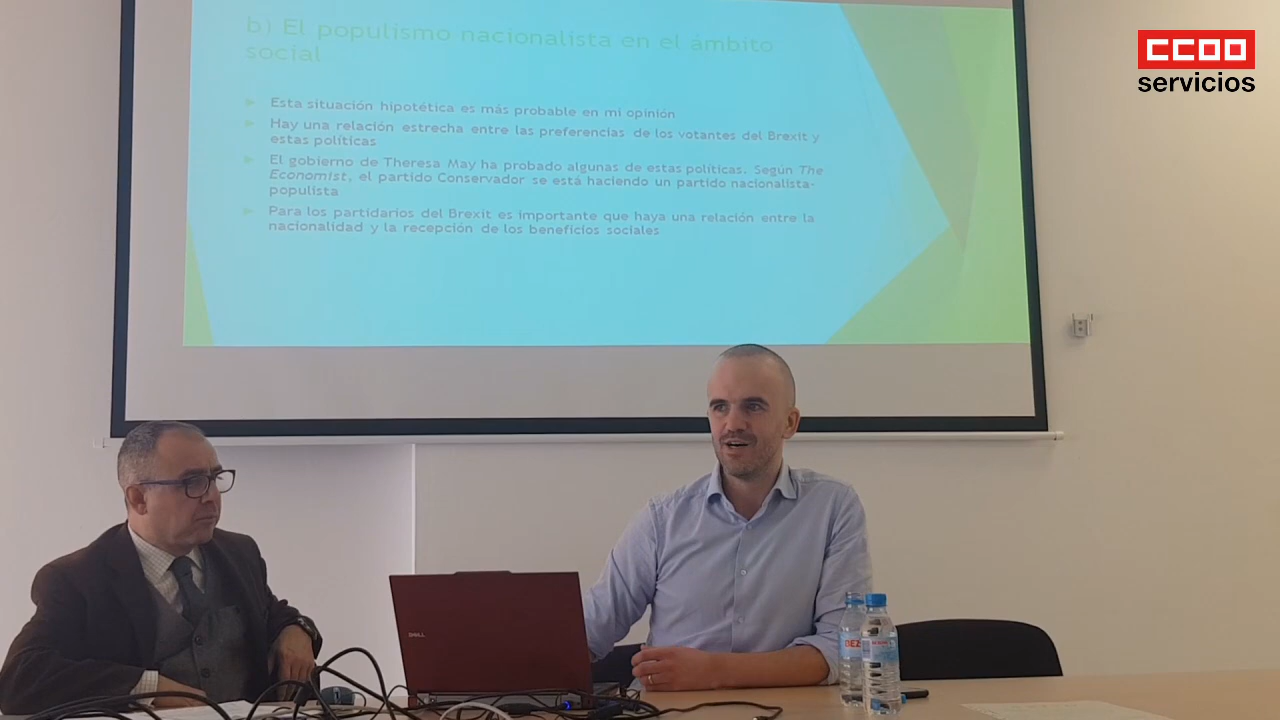 b) El populismo nacionalista en el ámbito
social
Esta situación hipotética es más probable en mi opinión
Hay una relación estrecha entre las preferencias de los votantes del Brexit y
estas políticas
El gobierno de Theresa May ha probado algunas de estas políticas. Según The
Economist, el partido Conservador se está haciendo un partido nacionalista-
populista
Para los partidarios del Brexit es importante que haya una relación entre la
nacionalidad y la recepción de los beneficios sociales
CCOO
servicios
DELL